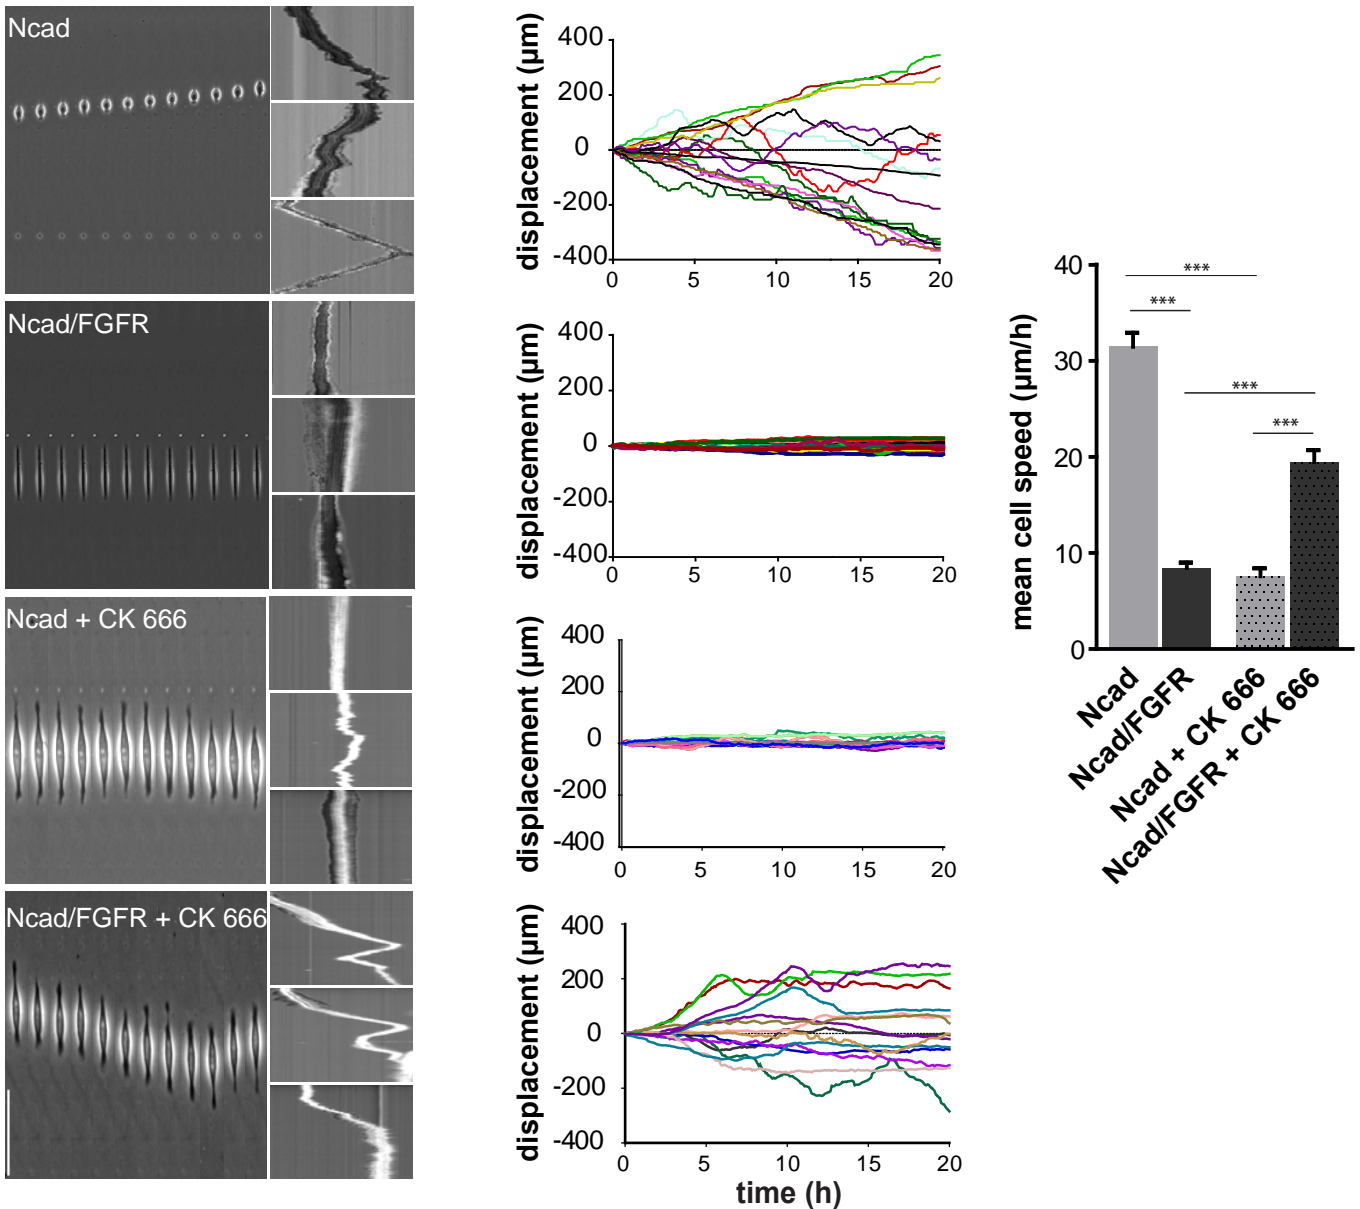 Ncad
Ncad/FGFR
Ncad + CK 666
Ncad/FGFR + CK 666
displacement (µm)
400
200
0
-200
-400
0 5 10 15 20
displacement (µm)
400
200
0
-200
-400
0 5 10 15 20
displacement (µm)
400
200
0
-200
-400
0 5 10 15 20
displacement (µm)
400
200
0
-200
-400
0 5 10 15 20
time (h)
mean cell speed (µm/h)
40
30
20
10
0
***
***
***
***
Ncad
Ncad/FGFR
Ncad + CK 666
Ncad/FGFR + CK 666